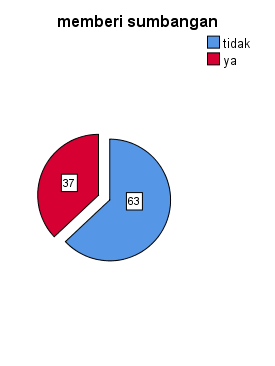 memberi sumbangan
tidak
ya
37
63